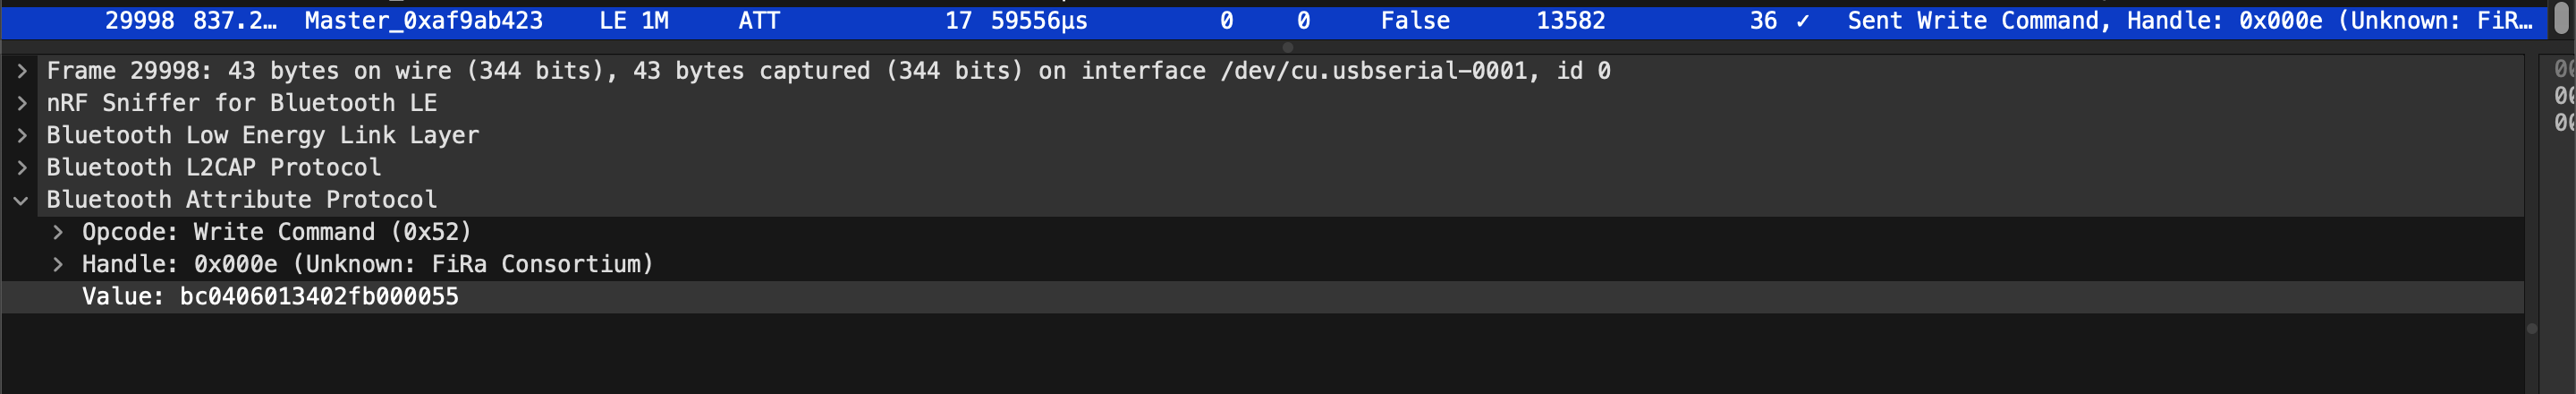 29998 837.2… Master_0xaf9ab423 LE 1M ATT 17 59556µs 0 0 False 13582 36 ✓ Sent Write Command, Handle: 0x000e (Unknown: FiR…
Frame 29998: 43 bytes on wire (344 bits), 43 bytes captured (344 bits) on interface /dev/cu.usbserial-0001, id 0
nRF Sniffer for Bluetooth LE
Bluetooth Low Energy Link Layer
Bluetooth L2CAP Protocol
Bluetooth Attribute Protocol
Opcode: Write Command (0x52)
Handle: 0x000e (Unknown: FiRa Consortium)
Value: bc0406013402fb000055